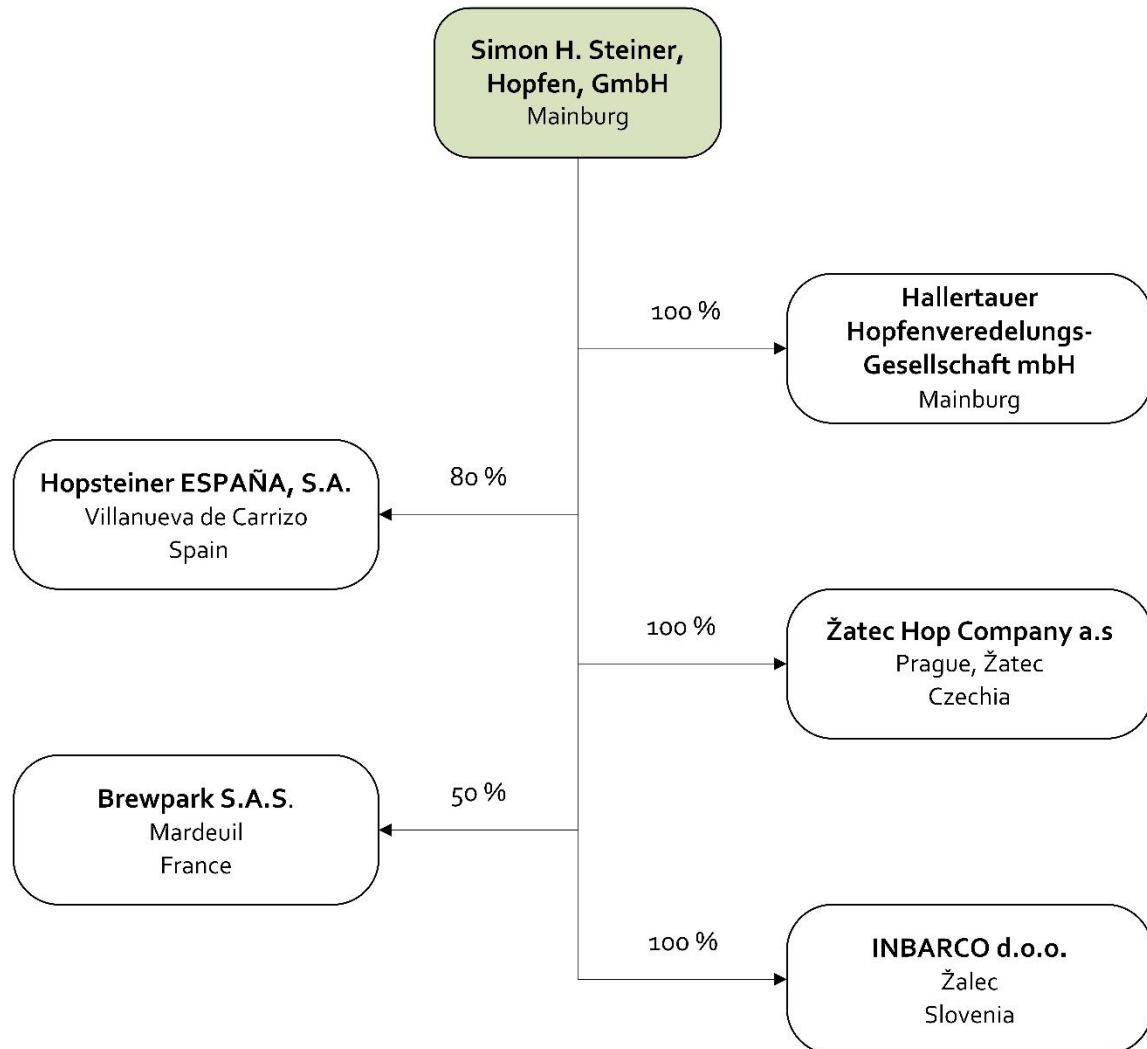 Simon H. Steiner,
Hopfen, GmbH
Mainburg
100 %
Hallertauer
Hopfenveredelungs-
Gesellschaft mbH
Mainburg
80 %
Hopsteiner ESPAÑA, S.A.
Villanueva de Carrizo
Spain
100 %
Žatec Hop Company a.s
Prague, Žatec
Czechia
50 %
Brewpark S.A.S.
Mardeuil
France
100 %
INBARCO d.o.o.
Žalec
Slovenia